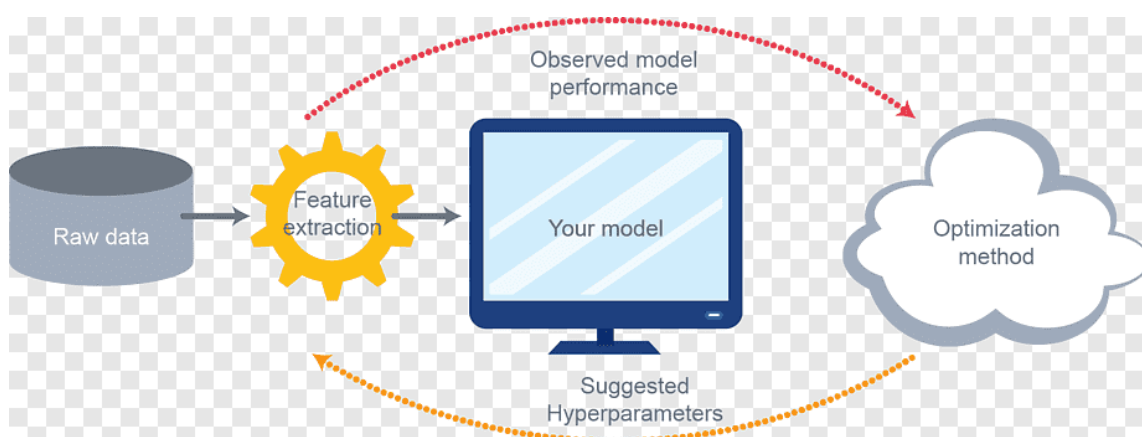 Observed model
performance
Raw data
Feature
extraction
Your model
Optimization
method
Suggested
Hyperparameters